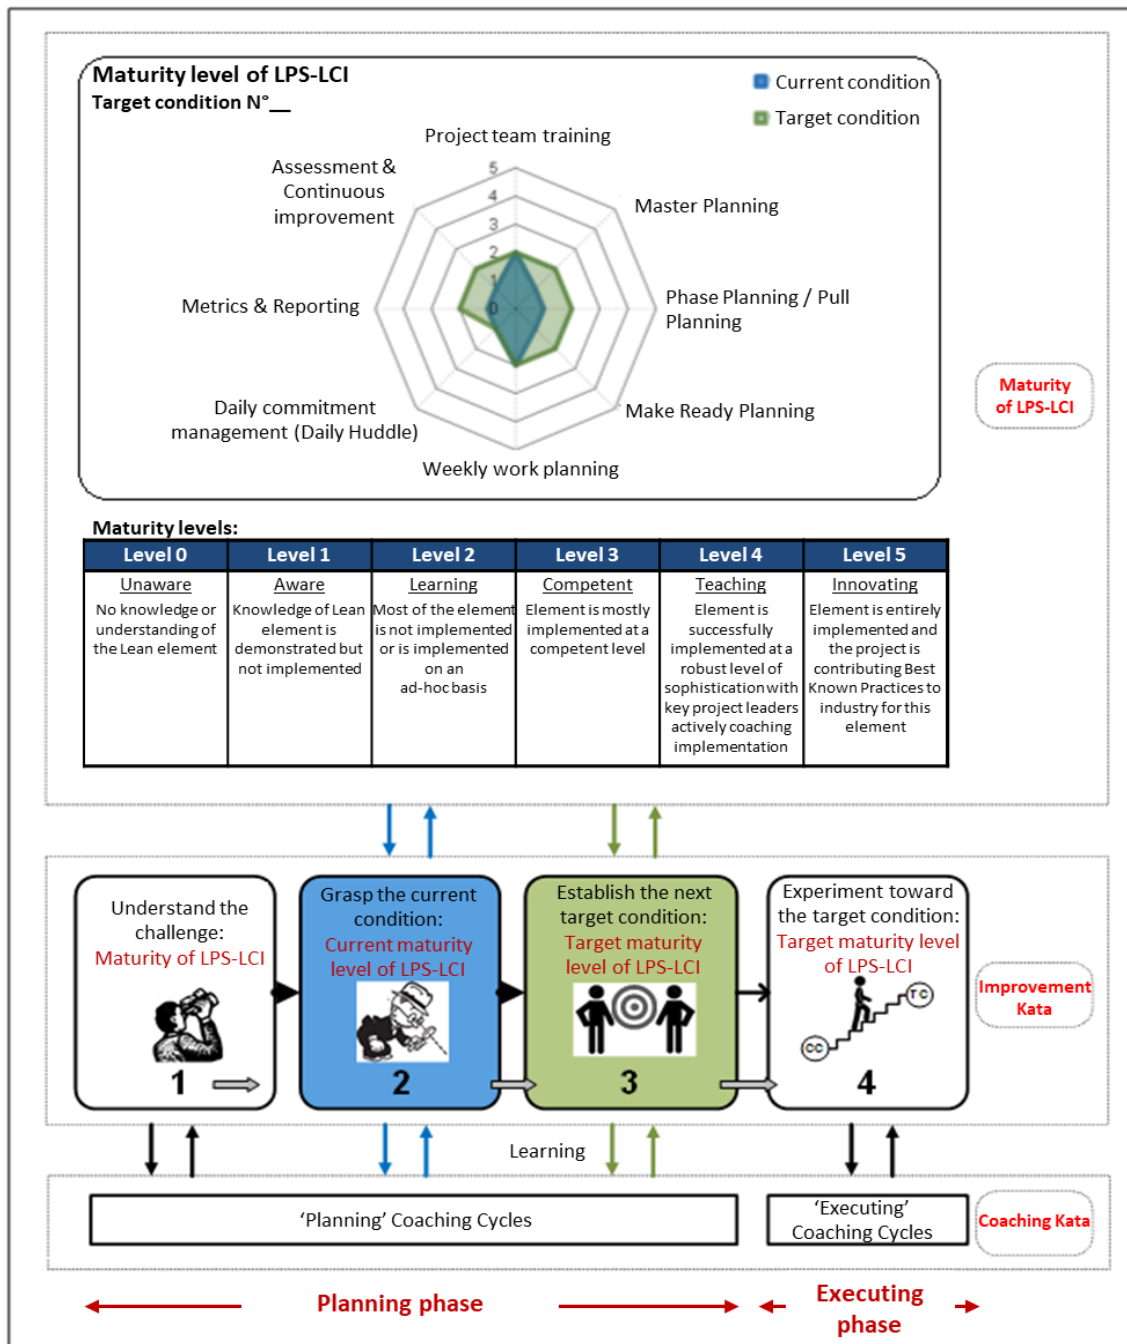 Maturity level of LPS-LCI
Target condition N°__
Current condition
Target condition
Project team training
Assessment &
Continuous
improvement
Master Planning
Metrics & Reporting
Phase Planning / Pull
Planning
Daily commitment
management (Daily Huddle)
Make Ready Planning
Weekly work planning
5
4
3
2
1
0
Maturity
of LPS-LCI
Maturity levels:
Level 0
Level 1
Level 2
Level 3
Level 4
Level 5
Unaware
No knowledge or
understanding of
the Lean element
Aware
Knowledge of Lean
element is
demonstrated but
not implemented
Learning
Most of the element
is not implemented
or is implemented
on an
ad-hoc basis
Competent
Element is mostly
implemented at a
competent level
Teaching
Element is
successfully
implemented at a
robust level of
sophistication with
key project leaders
actively coaching
implementation
Innovating
Element is entirely
implemented and
the project is
contributing Best
Known Practices to
industry for this
element
Understand the
challenge:
Maturity of LPS-LCI
1
Grasp the current
condition:
Current maturity
level of LPS-LCI
2
Establish the next
target condition:
Target maturity
level of LPS-LCI
3
Experiment toward
the target condition:
Target maturity level
of LPS-LCI
TC
CC
4
Improvement
Kata
Learning
‘Planning’ Coaching Cycles
‘Executing’
Coaching Cycles
Coaching Kata
Planning phase
Executing
phase